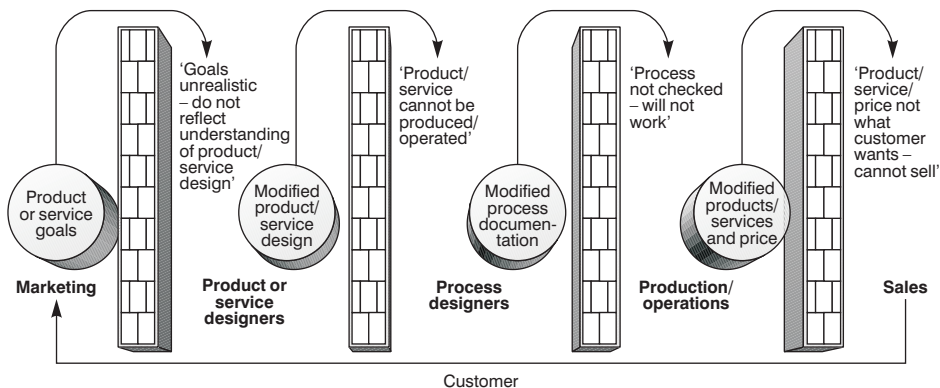 Product
or service
goals
Marketing
‘Goals
unrealistic
– do not
reflect
understanding
of product/
service
design’
Modified
product/
service
design
Product or
service
designers
‘Product/
service
cannot be
produced/
operated’
Modified
process
documen-
tation
Process
designers
‘Process
not checked
– will not
work’
Modified
products/
services
and price
Production/
operations
‘Product/
service/
price not
what
customer
wants –
cannot sell’
Sales
Customer